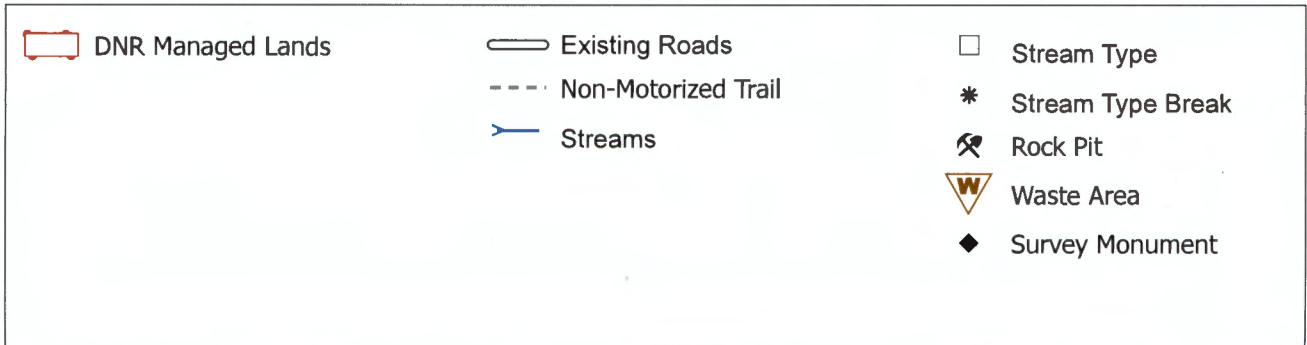 DNR Managed Lands
Existing Roads
Non-Motorized Trail
Streams
Stream Type
Stream Type Break
Rock Pit
W
Waste Area
Survey Monument